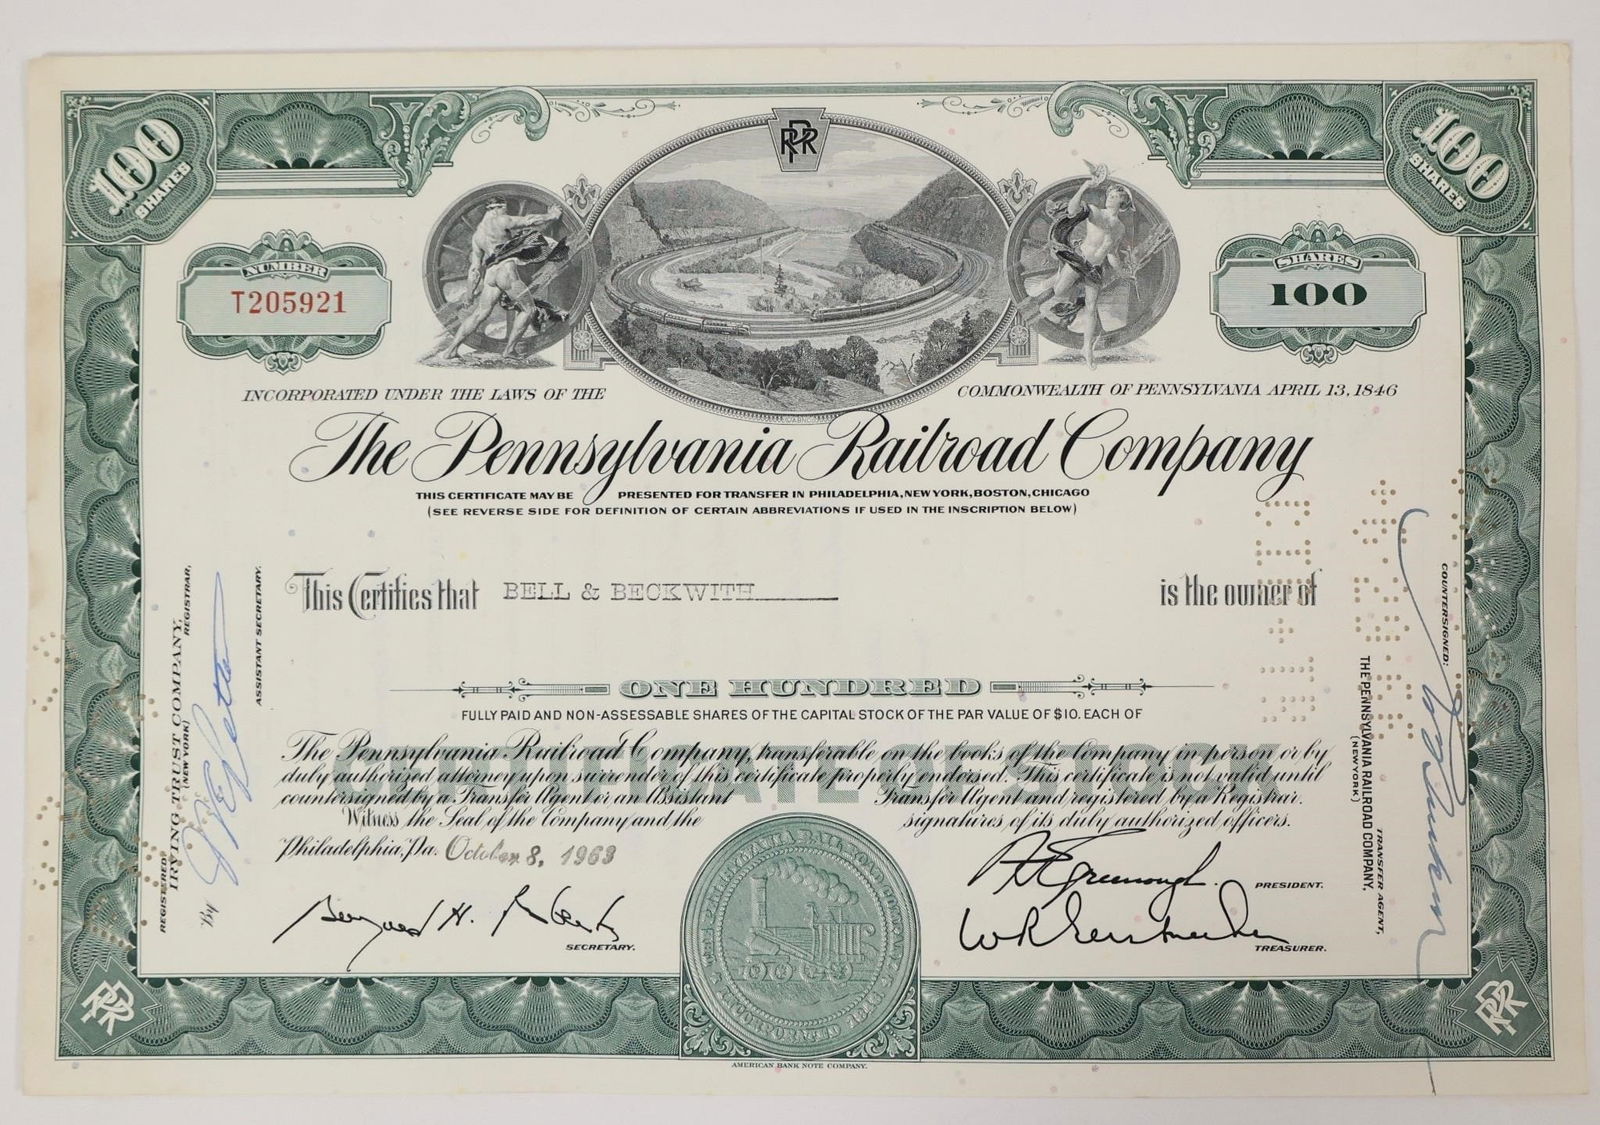 100 SHARES
PRR
100 SHARES
NUMBER
T205921
SHARES
100
INCORPORATED UNDER THE LAWS OF THE COMMONWEALTH OF PENNSYLVANIA APRIL 13, 1846
The Pennsylvania Railroad Company
THIS CERTIFICATE MAY BE PRESENTED FOR TRANSFER IN PHILADELPHIA, NEW YORK, BOSTON, CHICAGO
(SEE REVERSE SIDE FOR DEFINITION OF CERTAIN ABBREVIATIONS IF USED IN THE INSCRIPTION BELOW)
This Certifies that BELL & BECKWITH is the owner of
ONE HUNDRED
FULLY PAID AND NON-ASSESSABLE SHARES OF THE CAPITAL STOCK OF THE PAR VALUE OF $10. EACH OF
The Pennsylvania Railroad Company, transferable on the books of the Company in person or by
duly authorized attorney upon surrender of this certificate properly endorsed. This certificate is not valid until
countersigned by a Transfer Agent or an Assistant Transfer Agent and registered by a Registrar.
Witness the Seal of the Company and the signatures of its duly authorized officers.
Philadelphia, Pa. October 8, 1963
SECRETARY.
PRESIDENT.
TREASURER.
REGISTERED:
IRVING TRUST COMPANY,
(NEW YORK) REGISTRAR,
By
ASSISTANT SECRETARY.
COUNTERSIGNED:
THE PENNSYLVANIA RAILROAD COMPANY,
(NEW YORK)
TRANSFER AGENT,
PENNSYLVANIA RAILROAD COMPANY
INCORPORATED 1846
PRR
PRR
AMERICAN BANK NOTE COMPANY.